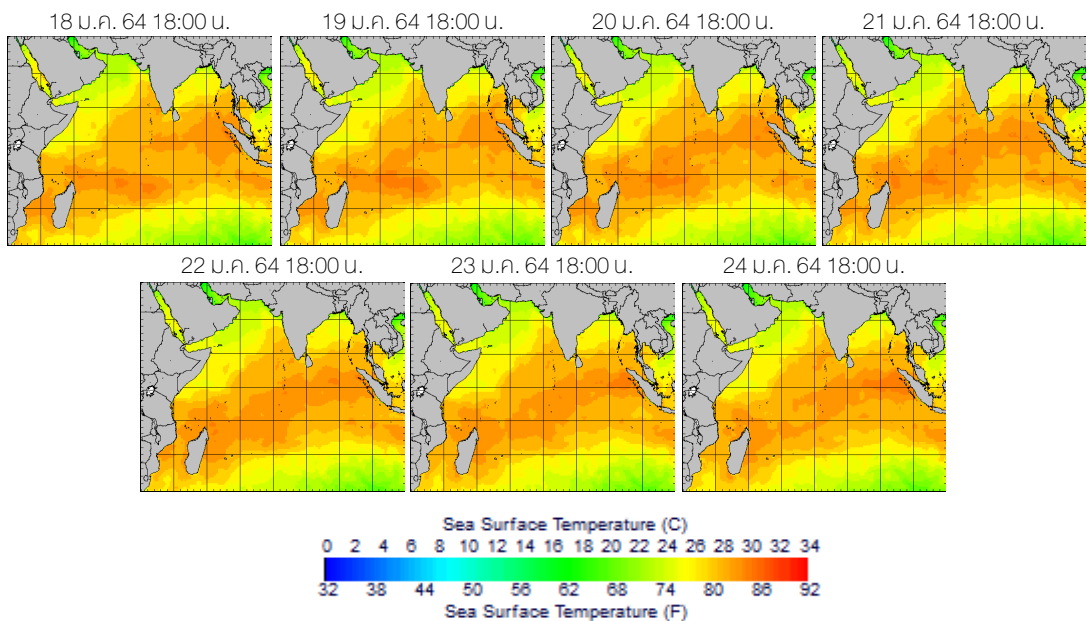 18 ม.ค. 64 18:00 น. 19 ม.ค. 64 18:00 น. 20 ม.ค. 64 18:00 น. 21 ม.ค. 64 18:00 น.
22 ม.ค. 64 18:00 น. 23 ม.ค. 64 18:00 น. 24 ม.ค. 64 18:00 น.
Sea Surface Temperature (C)
0 2 4 6 8 10 12 14 16 18 20 22 24 26 28 30 32 34
32 38 44 50 56 62 68 74 80 86 92
Sea Surface Temperature (F)